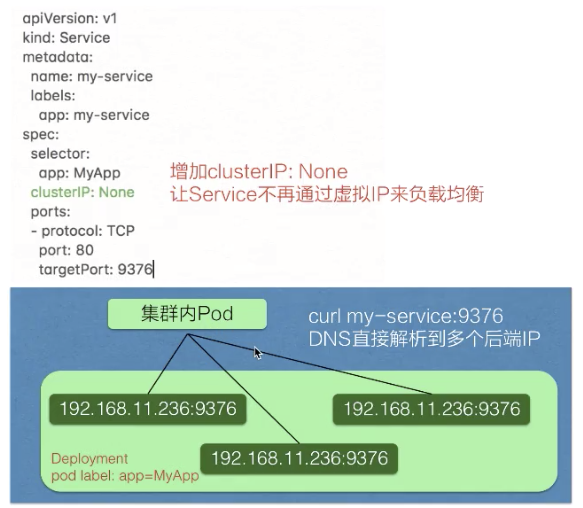 apiVersion: v1
kind: Service
metadata:
name: my-service
labels:
app: my-service
spec:
selector:
app: MyApp
clusterIP: None
ports:
- protocol: TCP
port: 80
targetPort: 9376
增加clusterIP: None
让Service不再通过虚拟IP来负载均衡
集群内Pod
curl my-service:9376
DNS直接解析到多个后端IP
192.168.11.236:9376
192.168.11.236:9376
192.168.11.236:9376
Deployment
pod label: app=MyApp